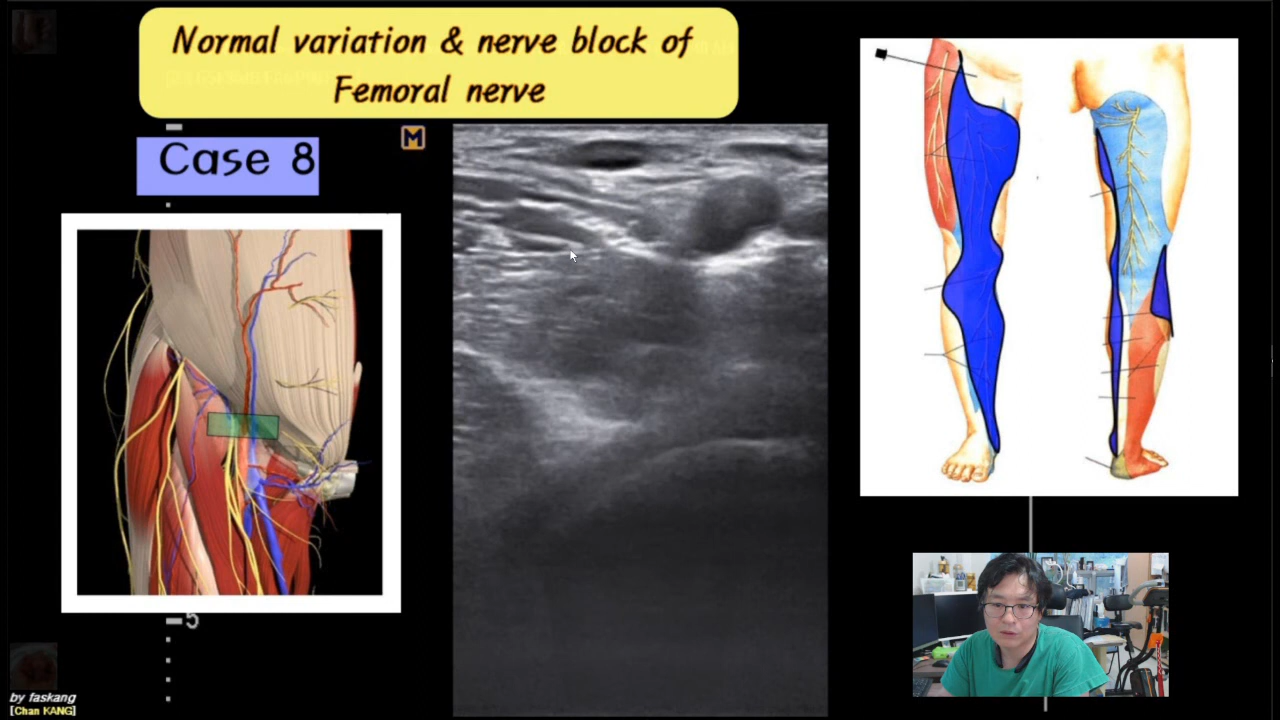 Normal variation & nerve block of
Femoral nerve
Case 8
M
5
by faskang
[Chan KANG]